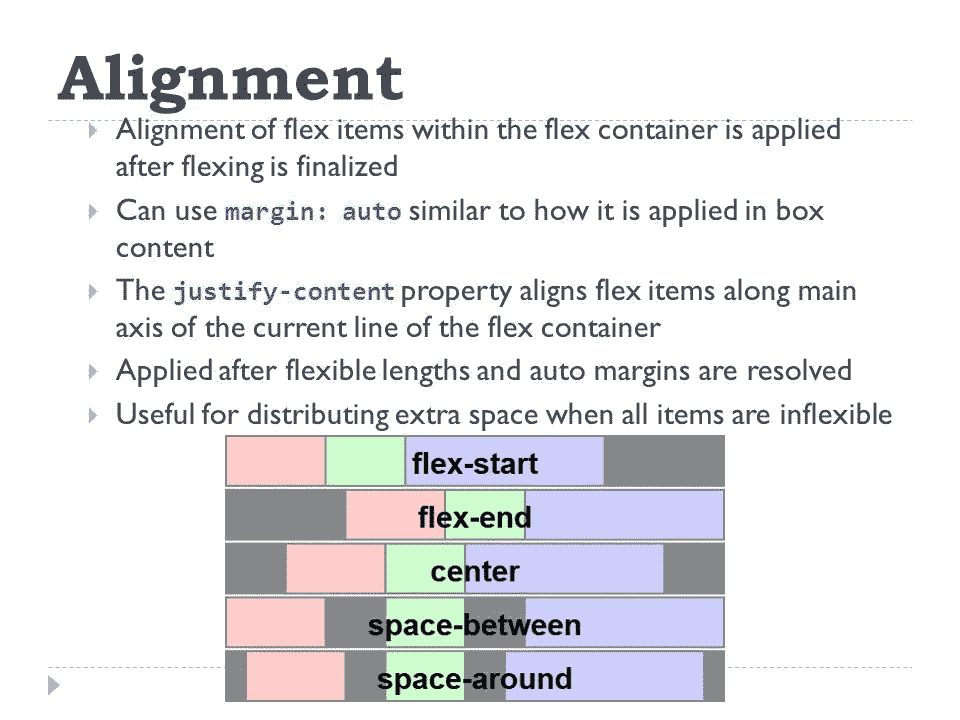 Alignment
Alignment of flex items within the flex container is applied
after flexing is finalized
Can use margin: auto similar to how it is applied in box
content
The justify-content property aligns flex items along main
axis of the current line of the flex container
Applied after flexible lengths and auto margins are resolved
Useful for distributing extra space when all items are inflexible
flex-start
flex-end
center
space-between
space-around